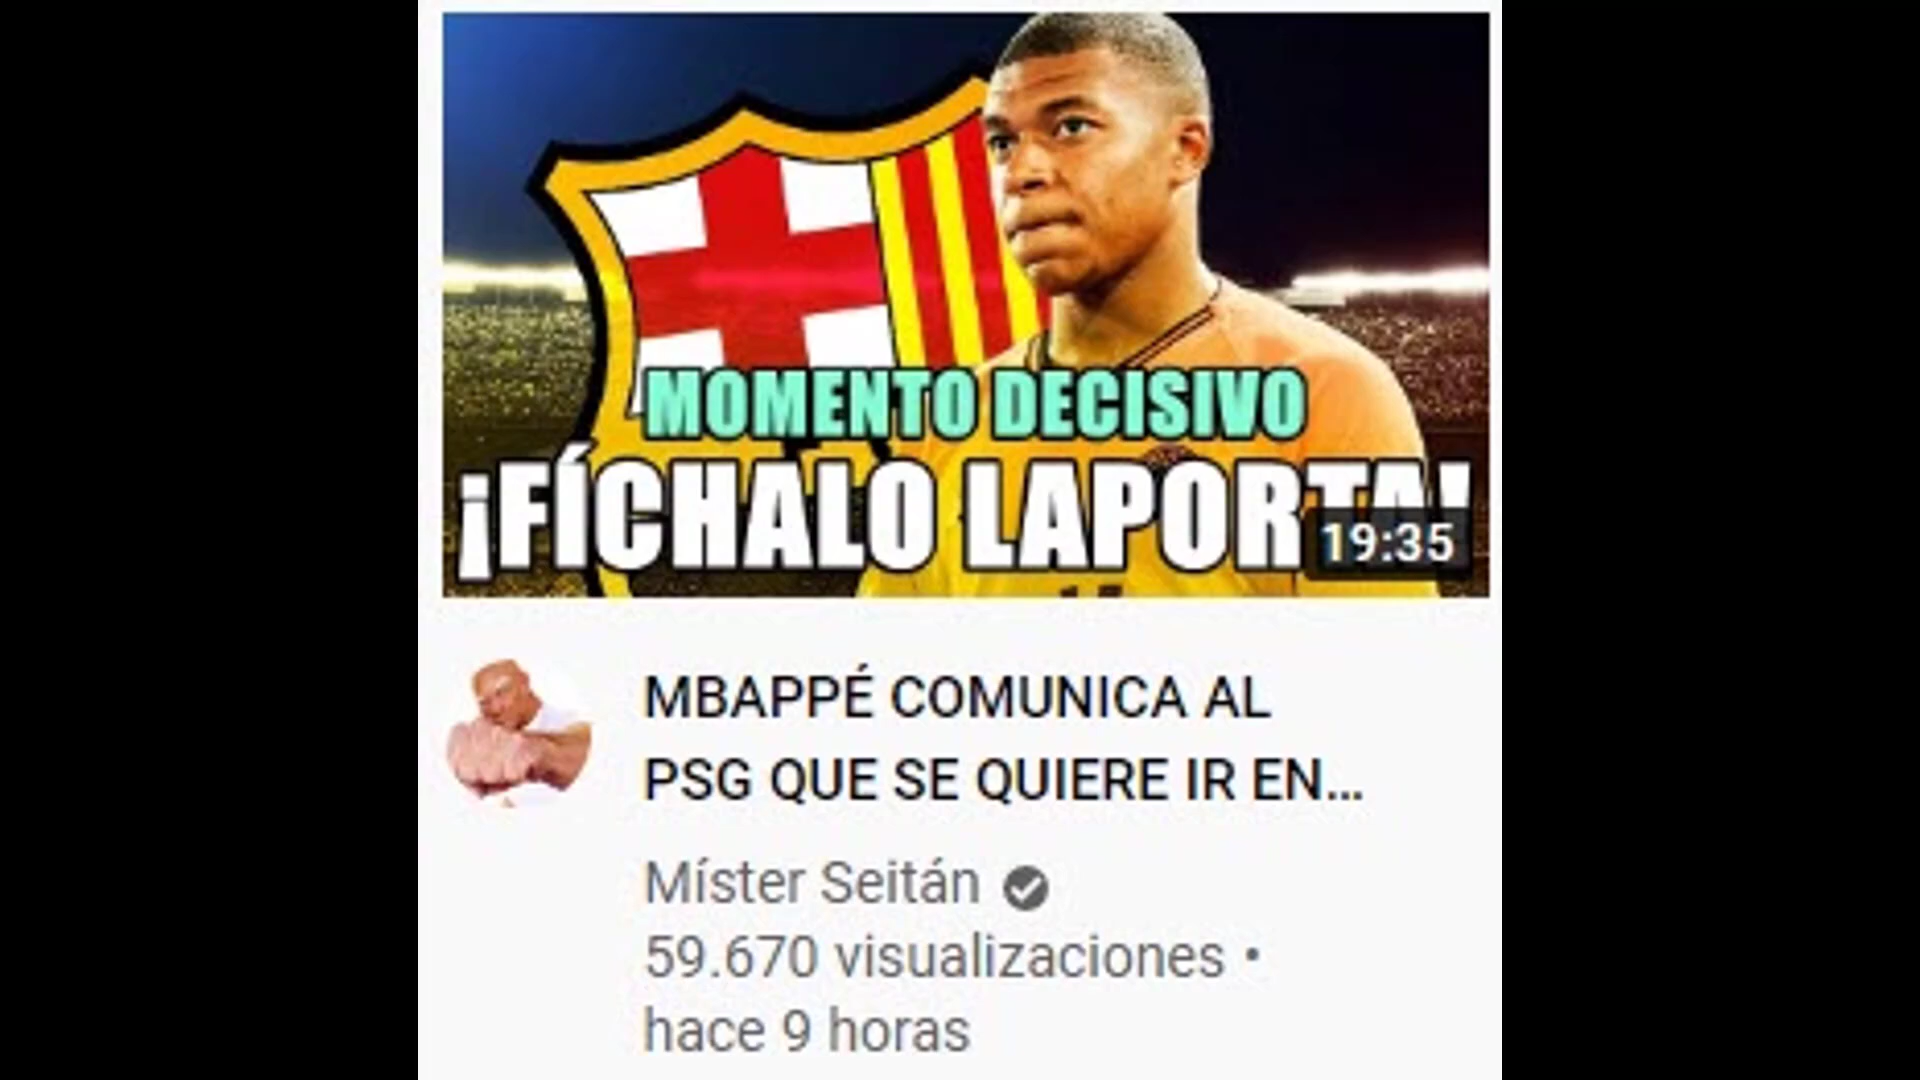 MOMENTO DECISIVO
¡FÍCHALO LAPORTA!
19:35
MBAPPÉ COMUNICA AL
PSG QUE SE QUIERE IR EN...
Míster Seitán
59.670 visualizaciones •
hace 9 horas